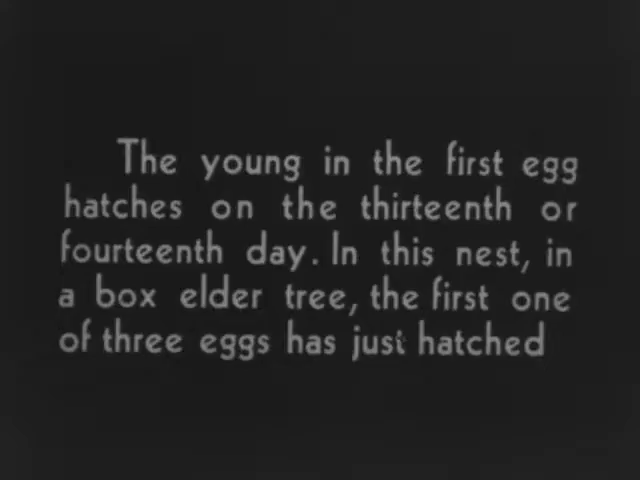 The young in the first egg
hatches on the thirteenth or
fourteenth day. In this nest, in
a box elder tree, the first one
of three eggs has just hatched